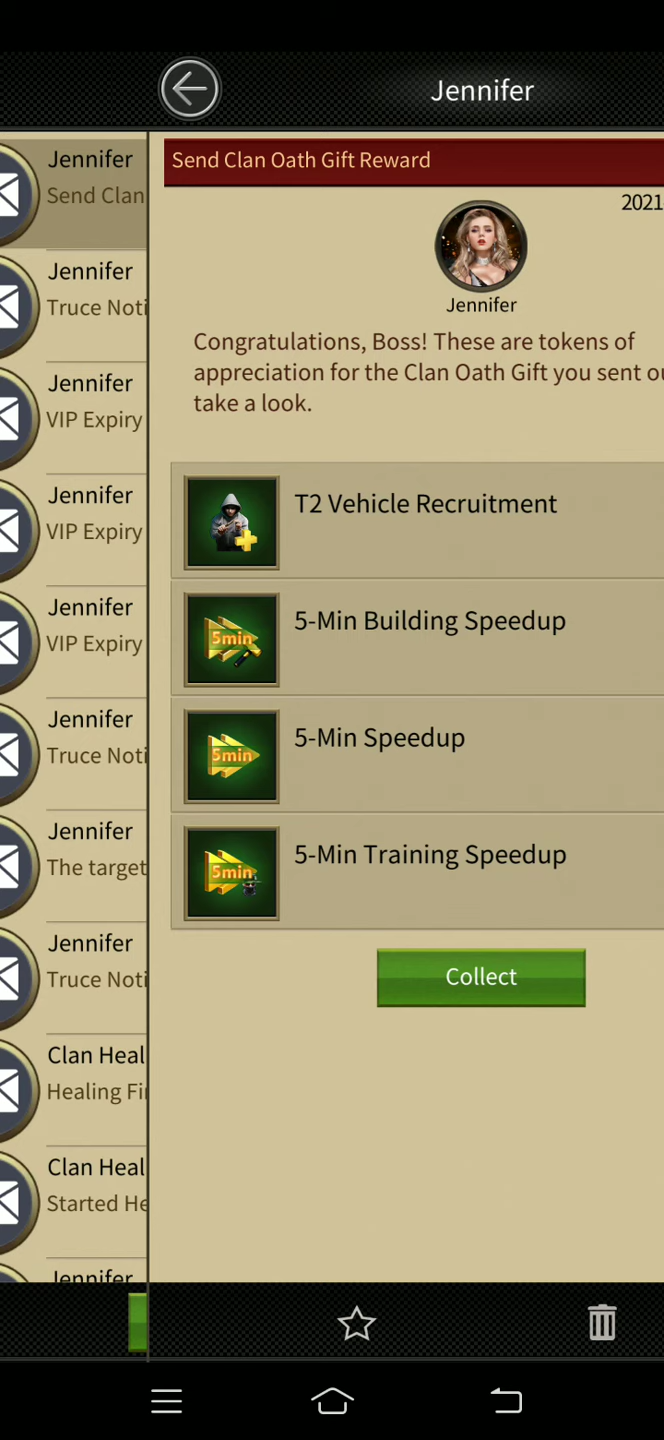 Jennifer
Jennifer
Send Clan
Jennifer
Truce Noti
Jennifer
VIP Expiry
Jennifer
VIP Expiry
Jennifer
VIP Expiry
Jennifer
Truce Noti
Jennifer
The target
Jennifer
Truce Noti
Clan Heal
Healing Fi
Clan Heal
Started He
Jennifer
Send Clan Oath Gift Reward
2021
Jennifer
Congratulations, Boss! These are tokens of
appreciation for the Clan Oath Gift you sent ou
take a look.
T2 Vehicle Recruitment
5min
5-Min Building Speedup
5min
5-Min Speedup
5min
5-Min Training Speedup
Collect